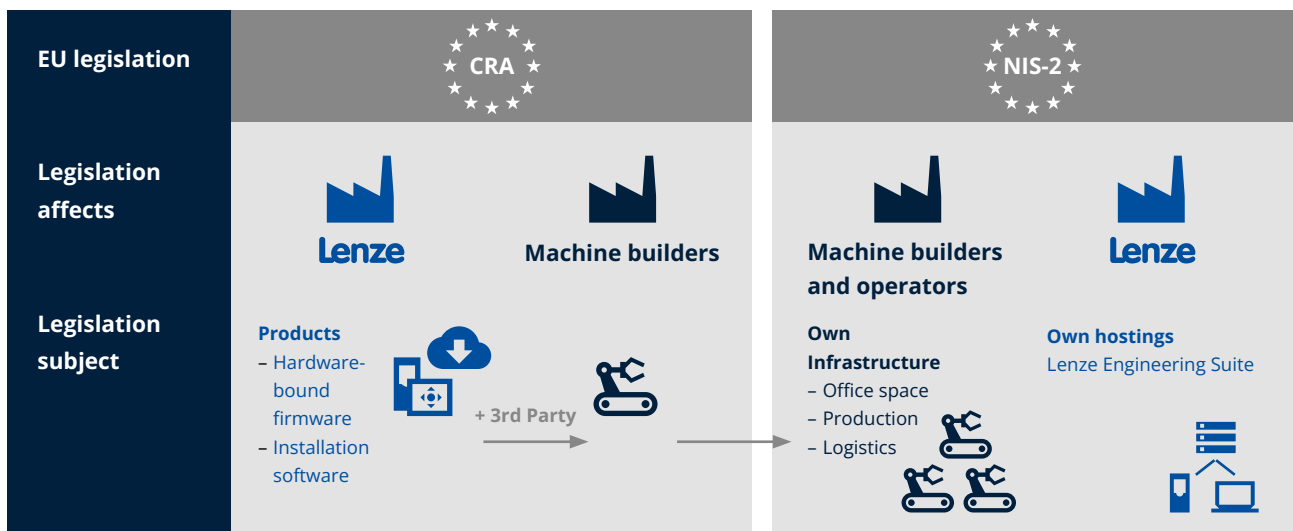 EU legislation
CRA
NIS-2
Legislation
affects
Lenze
Machine builders
Machine builders
and operators
Lenze
Legislation
subject
Products
– Hardware-
bound
firmware
– Installation
software
+ 3rd Party
Own
Infrastructure
– Office space
– Production
– Logistics
Own hostings
Lenze Engineering Suite